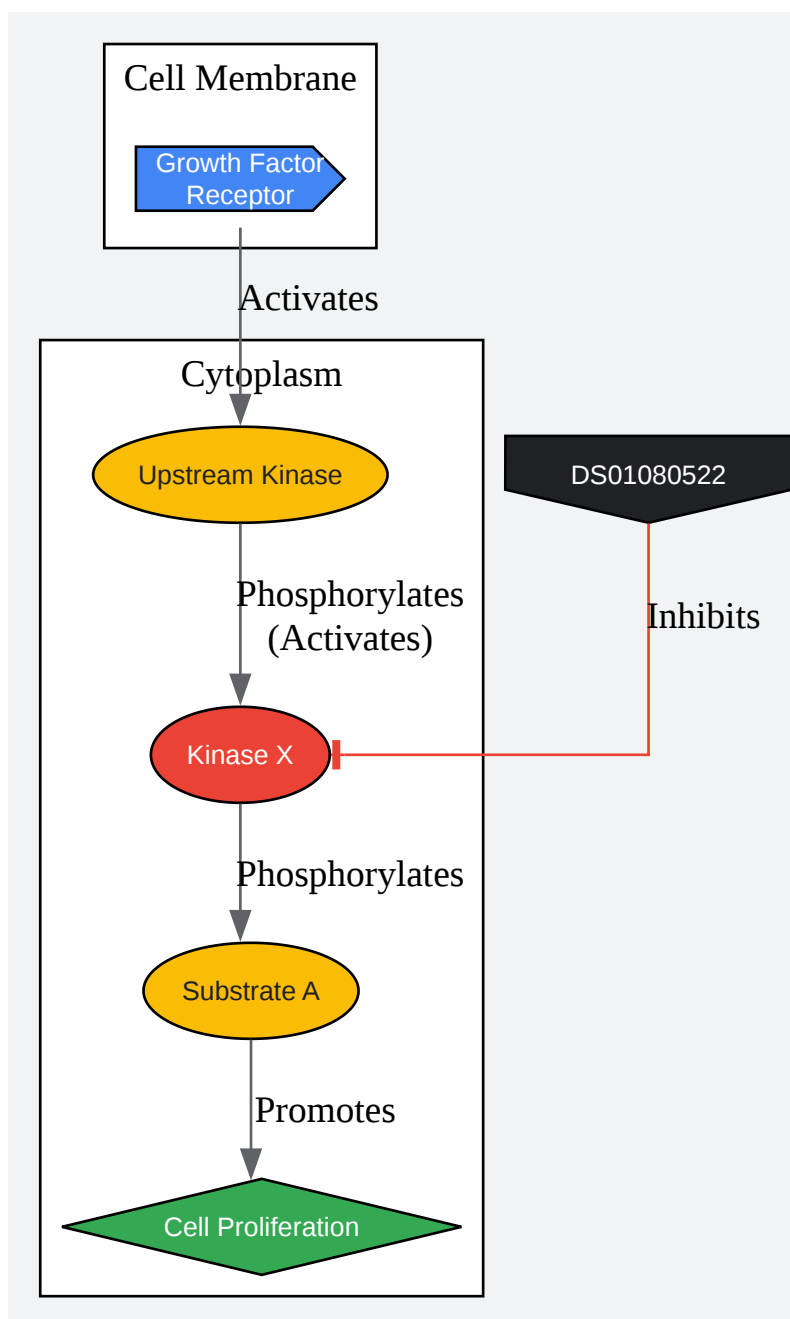 Cell Membrane
Growth Factor
Receptor
Activates
Cytoplasm
Upstream Kinase
DS01080522
Phosphorylates
(Activates)
Inhibits
Kinase X
Phosphorylates
Substrate A
Promotes
Cell Proliferation